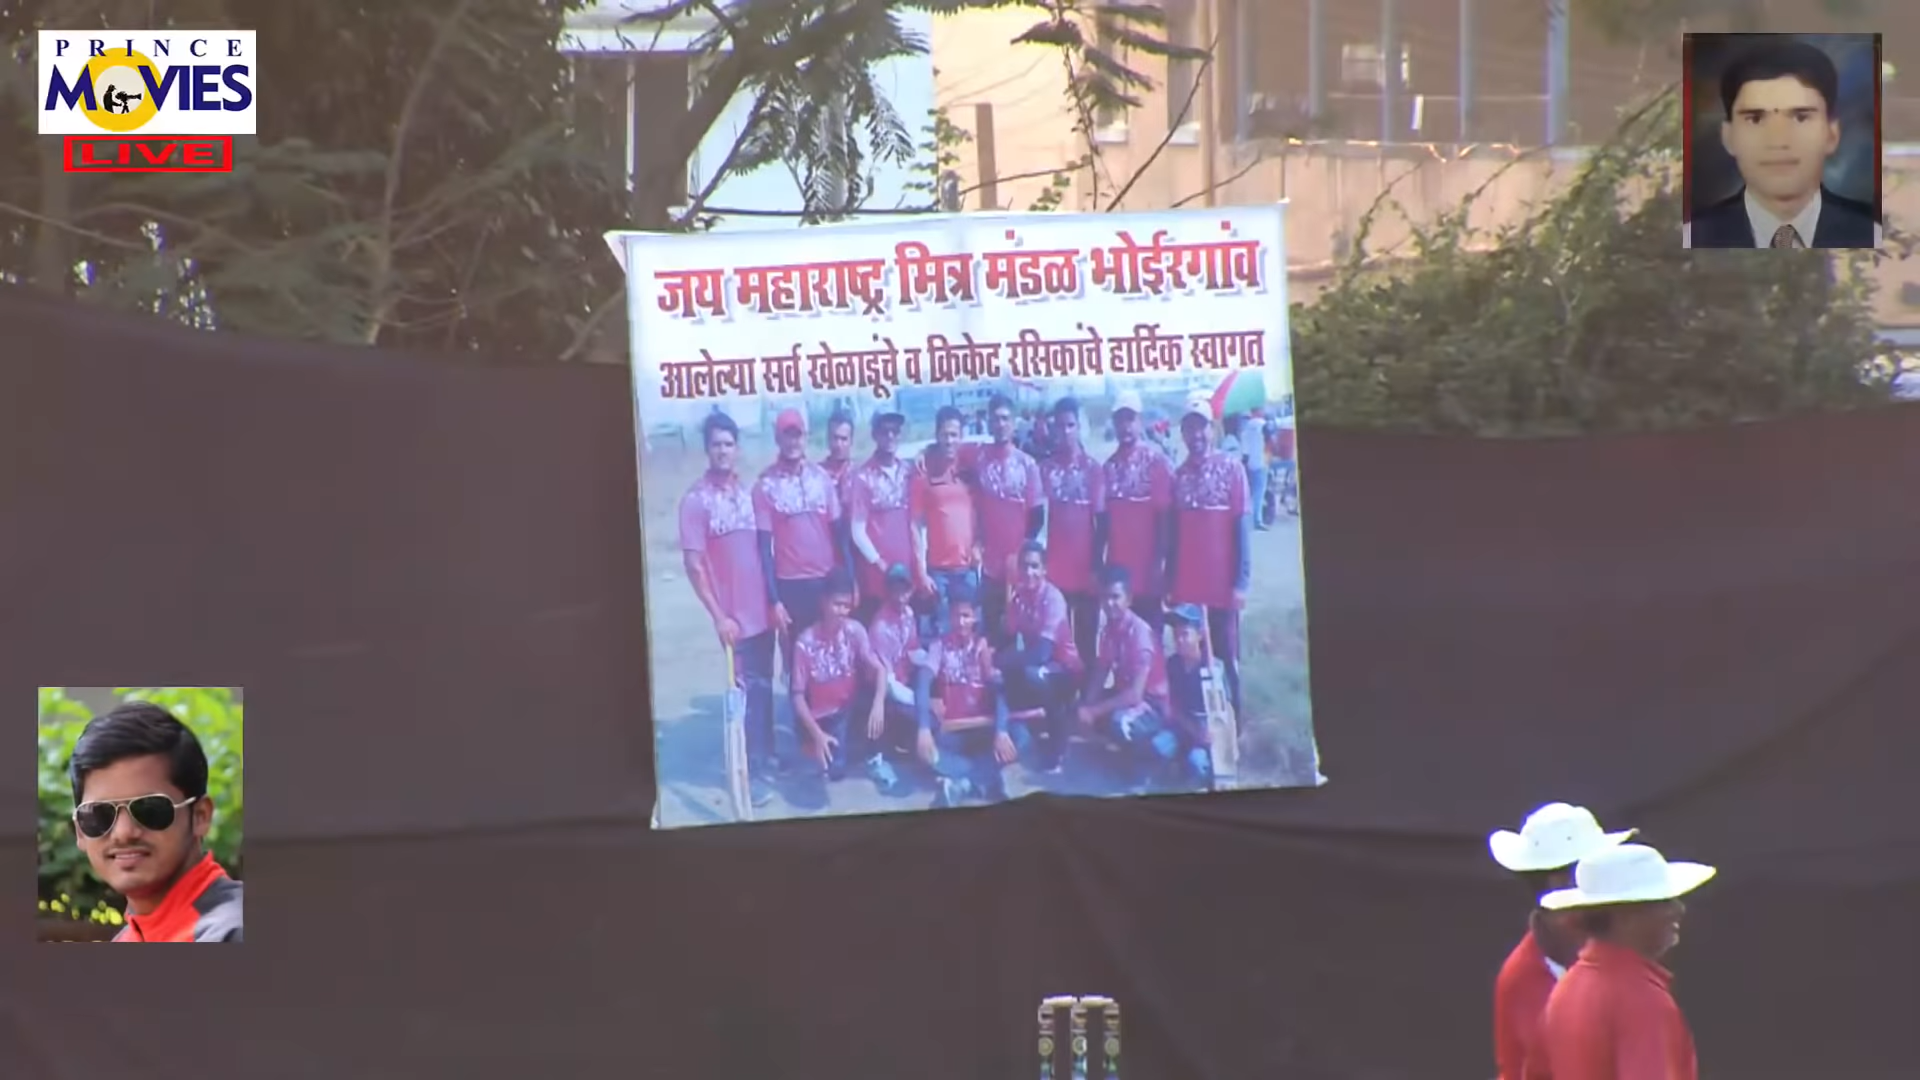 PRINCE
MOVIES
LIVE
जय महाराष्ट्र मित्र मंडळ भोईरगांव
आलेल्या सर्व खेळाडूंचे व क्रिकेट रसिकांचे हार्दिक स्वागत